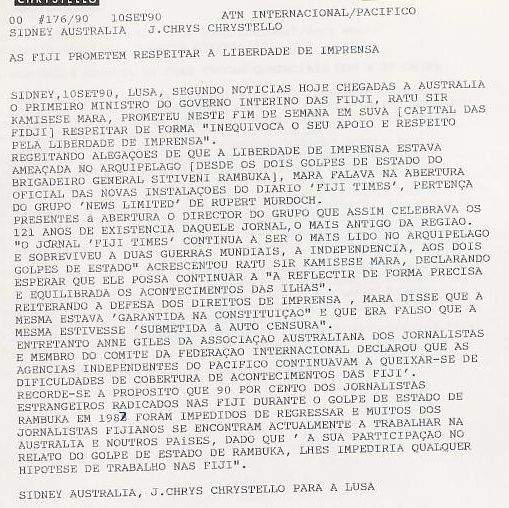 CHRYSTELLO
00 #176/90 10SET90 ATN INTERNACIONAL/PACIFICO
SIDNEY AUSTRALIA J.CHRYS CHRYSTELLO
AS FIJI PROMETEM RESPEITAR A LIBERDADE DE IMPRENSA
SIDNEY,10SET90, LUSA, SEGUNDO NOTICIAS HOJE CHEGADAS A AUSTRALIA
O PRIMEIRO MINISTRO DO GOVERNO INTERINO DAS FIDJI, RATU SIR
KAMISESE MARA, PROMETEU NESTE FIM DE SEMANA EM SUVA [CAPITAL DAS
FIDJI] RESPEITAR DE FORMA "INEQUIVOCA O SEU APOIO E RESPEITO
PELA LIBERDADE DE IMPRENSA".
REGEITANDO ALEGAÇOES DE QUE A LIBERDADE DE IMPRENSA ESTAVA
AMEAÇADA NO ARQUIPELAGO [DESDE OS DOIS GOLPES DE ESTADO DO
BRIGADEIRO GENERAL SITIVENI RAMBUKA], MARA FALAVA NA ABERTURA
OFICIAL DAS NOVAS INSTALAÇOES DO DIARIO 'FIJI TIMES', PERTENÇA
DO GRUPO 'NEWS LIMITED' DE RUPERT MURDOCH.
PRESENTES à ABERTURA O DIRECTOR DO GRUPO QUE ASSIM CELEBRAVA OS
121 ANOS DE EXISTENCIA DAQUELE JORNAL,O MAIS ANTIGO DA REGIAO.
"O JORNAL 'FIJI TIMES' CONTINUA A SER O MAIS LIDO NO ARQUIPELAGO
E SOBREVIVEU A DUAS GUERRAS MUNDIAIS, A INDEPENDENCIA, AOS DOIS
GOLPES DE ESTADO" ACRESCENTOU RATU SIR KAMISESE MARA, DECLARANDO
ESPERAR QUE ELE POSSA CONTINUAR A "A REFLECTIR DE FORMA PRECISA
E EQUILIBRADA OS ACONTECIMENTOS DAS ILHAS".
REITERANDO A DEFESA DOS DIREITOS DE IMPRENSA , MARA DISSE QUE A
MESMA ESTAVA 'GARANTIDA NA CONSTITUIÇAO" E QUE ERA FALSO QUE A
MESMA ESTIVESSE 'SUBMETIDA à AUTO CENSURA".
ENTRETANTO ANNE GILES DA ASSOCIAÇAO AUSTRALIANA DOS JORNALISTAS
E MEMBRO DO COMITE DA FEDERAÇAO INTERNACIONAL DECLAROU QUE AS
AGENCIAS INDEPENDENTES DO PACIFICO CONTINUAVAM A QUEIXAR-SE DE
DIFICULDADES DE COBERTURA DE ACONTECIMENTOS DAS FIJI'.
RECORDE-SE A PROPOSITO QUE 90 POR CENTO DOS JORNALISTAS
ESTRANGEIROS RADICADOS NAS FIJI DURANTE O GOLPE DE ESTADO DE
RAMBUKA EM 1987 FORAM IMPEDIDOS DE REGRESSAR E MUITOS DOS
JORNALISTAS FIJIANOS SE ENCONTRAM ACTUALMENTE A TRABALHAR NA
AUSTRALIA E NOUTROS PAISES, DADO QUE ' A SUA PARTICIPAÇAO NO
RELATO DO GOLPE DE ESTADO DE RAMBUKA, LHES IMPEDIRIA QUALQUER
HIPOTESE DE TRABALHO NAS FIJI".
SIDNEY AUSTRALIA, J.CHRYS CHRYSTELLO PARA A LUSA